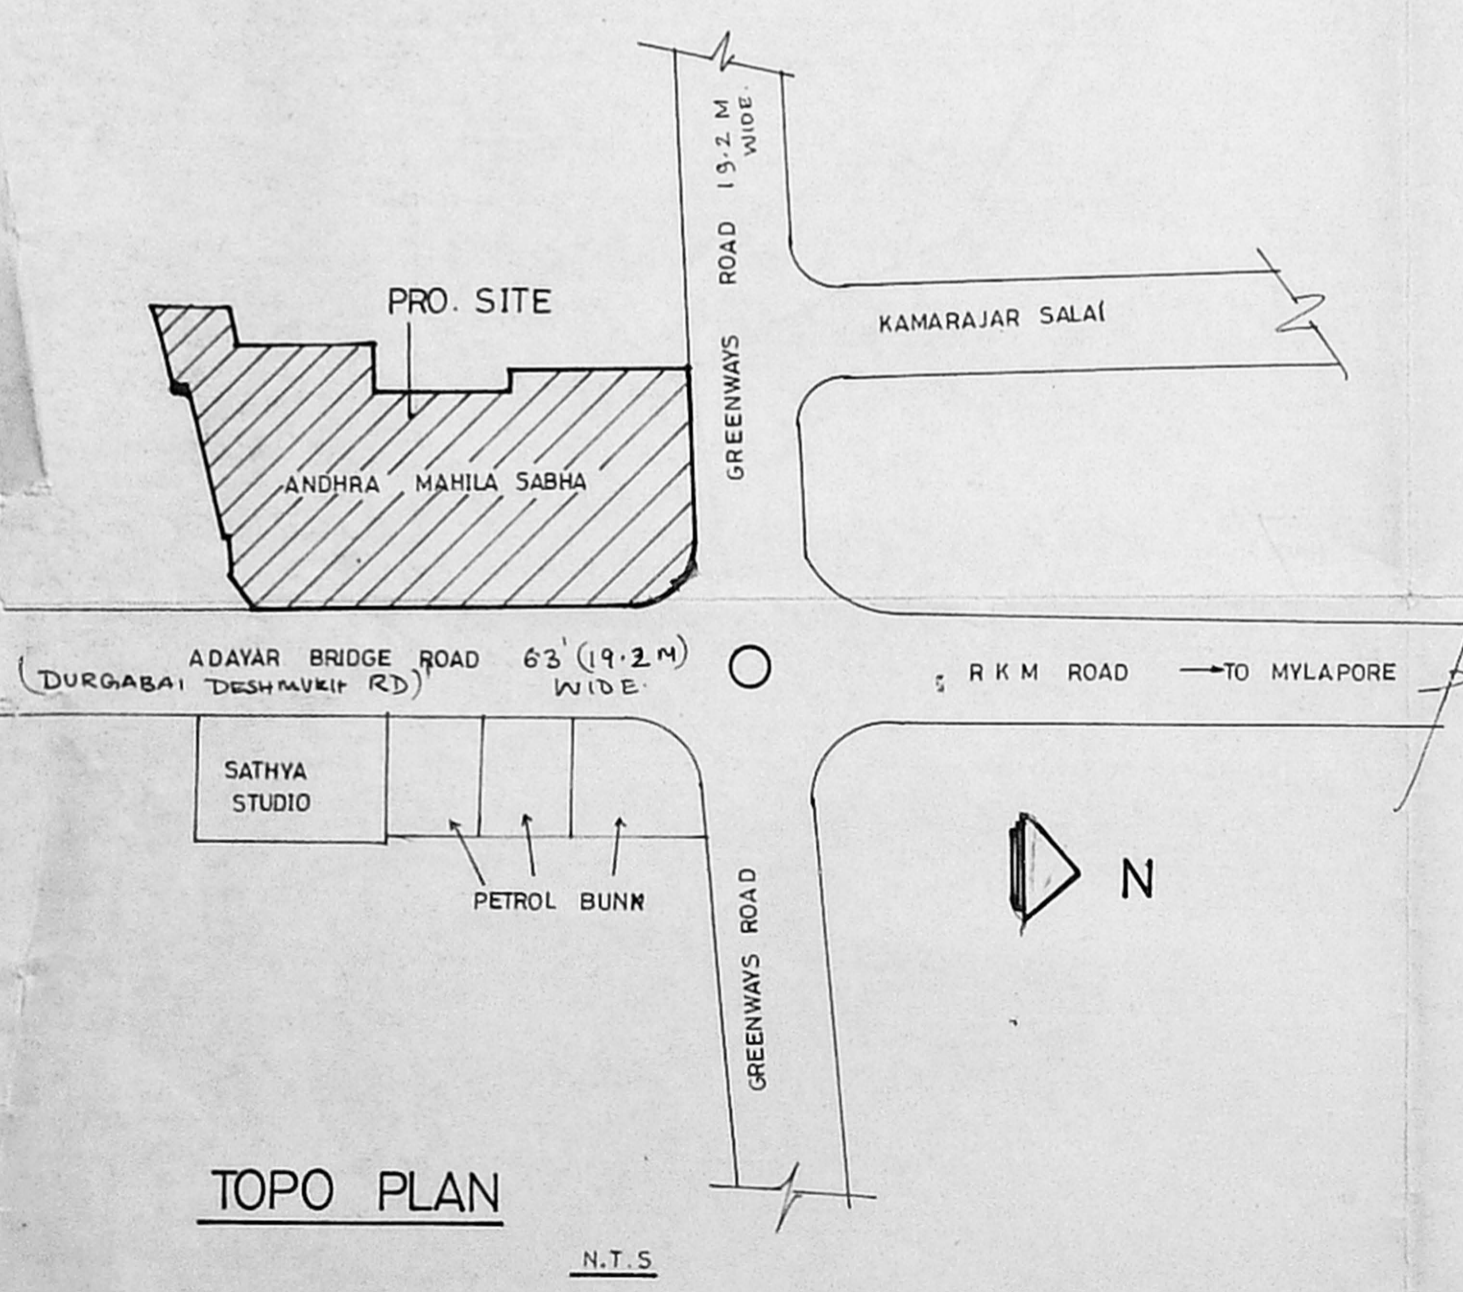 19.2 M
WIDE.
GREENWAYS ROAD
PRO. SITE
KAMARAJAR SALAI
ANDHRA MAHILA SABHA
ADAYAR BRIDGE ROAD 63' (19.2 M)
(DURGABAI DESHMUKH RD) WIDE.
R K M ROAD → TO MYLAPORE
SATHYA
STUDIO
PETROL BUNK
N
GREENWAYS ROAD
TOPO PLAN
N.T.S